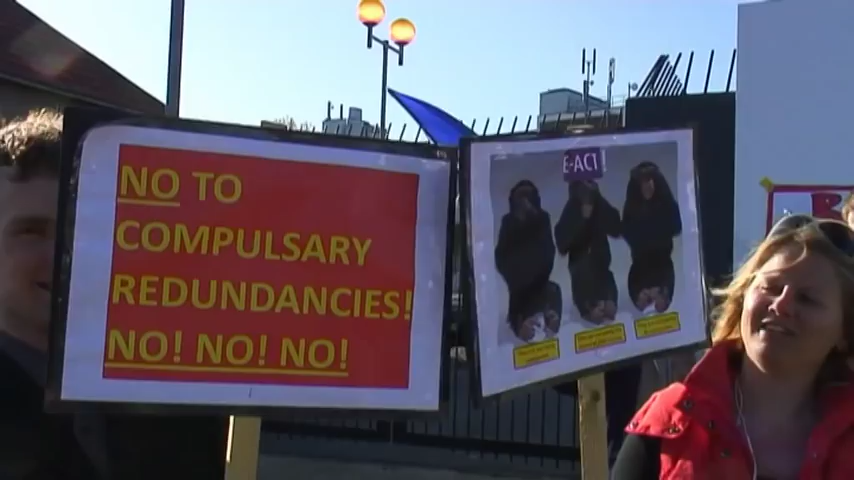 NO TO
COMPULSARY
REDUNDANCIES!
NO! NO! NO!
E-ACT